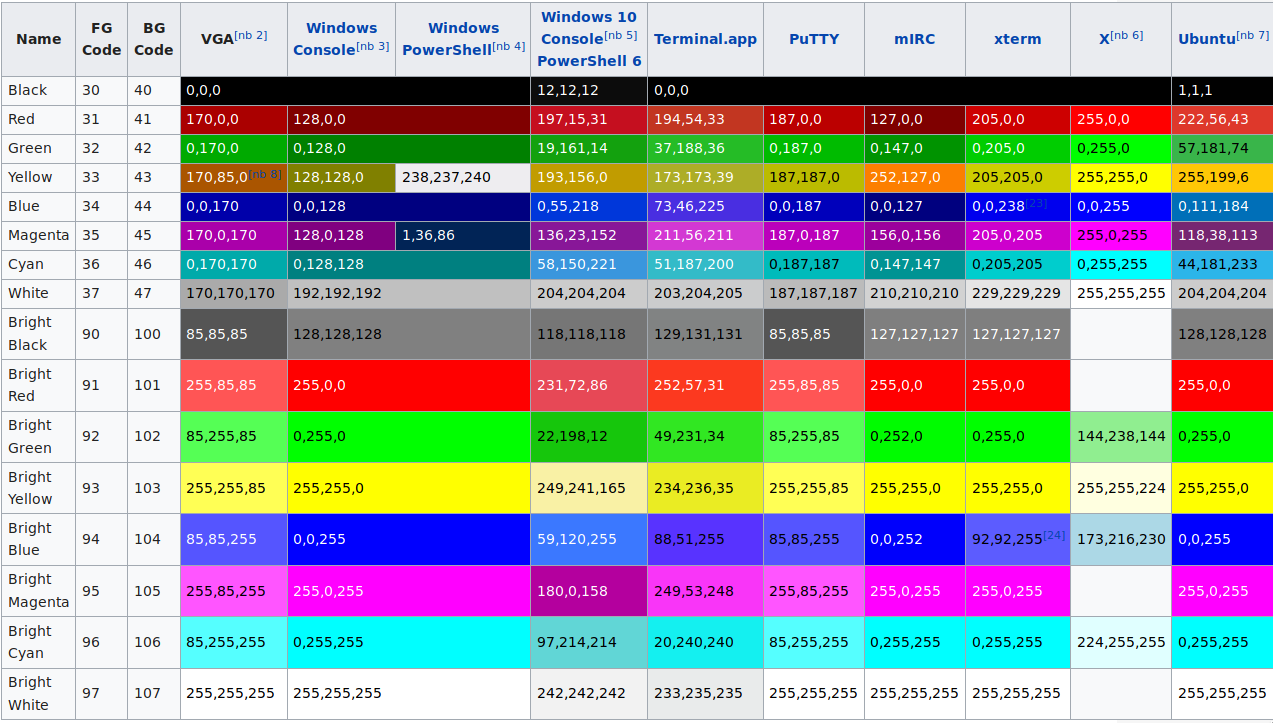 Name FG Code BG Code VGA[nb 2] Windows Console[nb 3] Windows PowerShell[nb 4] Windows 10 Console[nb 5] PowerShell 6 Terminal.app PuTTY mIRC xterm X[nb 6] Ubuntu[nb 7]
Black 30 40 0,0,0 12,12,12 0,0,0 1,1,1
Red 31 41 170,0,0 128,0,0 197,15,31 194,54,33 187,0,0 127,0,0 205,0,0 255,0,0 222,56,43
Green 32 42 0,170,0 0,128,0 19,161,14 37,188,36 0,187,0 0,147,0 0,205,0 0,255,0 57,181,74
Yellow 33 43 170,85,0[nb 8] 128,128,0 238,237,240 193,156,0 173,173,39 187,187,0 252,127,0 205,205,0 255,255,0 255,199,6
Blue 34 44 0,0,170 0,0,128 0,55,218 73,46,225 0,0,187 0,0,127 0,0,238[23] 0,0,255 0,111,184
Magenta 35 45 170,0,170 128,0,128 1,36,86 136,23,152 211,56,211 187,0,187 156,0,156 205,0,205 255,0,255 118,38,113
Cyan 36 46 0,170,170 0,128,128 58,150,221 51,187,200 0,187,187 0,147,147 0,205,205 0,255,255 44,181,233
White 37 47 170,170,170 192,192,192 204,204,204 203,204,205 187,187,187 210,210,210 229,229,229 255,255,255 204,204,204
Bright Black 90 100 85,85,85 128,128,128 118,118,118 129,131,131 85,85,85 127,127,127 127,127,127 128,128,128
Bright Red 91 101 255,85,85 255,0,0 231,72,86 252,57,31 255,85,85 255,0,0 255,0,0 255,0,0
Bright Green 92 102 85,255,85 0,255,0 22,198,12 49,231,34 85,255,85 0,252,0 0,255,0 144,238,144 0,255,0
Bright Yellow 93 103 255,255,85 255,255,0 249,241,165 234,236,35 255,255,85 255,255,0 255,255,0 255,255,224 255,255,0
Bright Blue 94 104 85,85,255 0,0,255 59,120,255 88,51,255 85,85,255 0,0,252 92,92,255[24] 173,216,230 0,0,255
Bright Magenta 95 105 255,85,255 255,0,255 180,0,158 249,53,248 255,85,255 255,0,255 255,0,255 255,0,255
Bright Cyan 96 106 85,255,255 0,255,255 97,214,214 20,240,240 85,255,255 0,255,255 0,255,255 224,255,255 0,255,255
Bright White 97 107 255,255,255 255,255,255 242,242,242 233,235,235 255,255,255 255,255,255 255,255,255 255,255,255